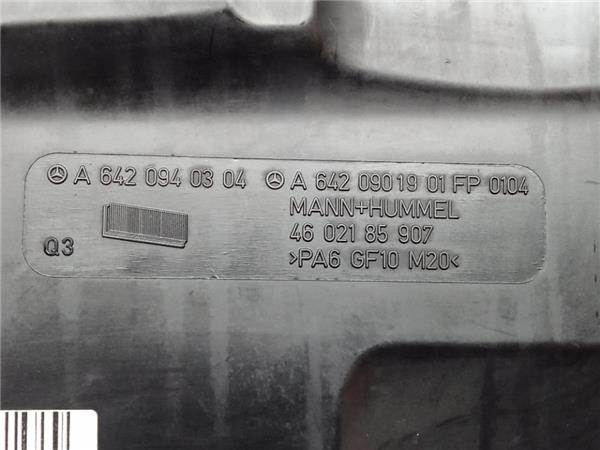 A 642 094 03 04 A 642 090 19 01 FP 0104
MANN+HUMMEL
46 021 85 907
Q3 >PA6 GF10 M20<